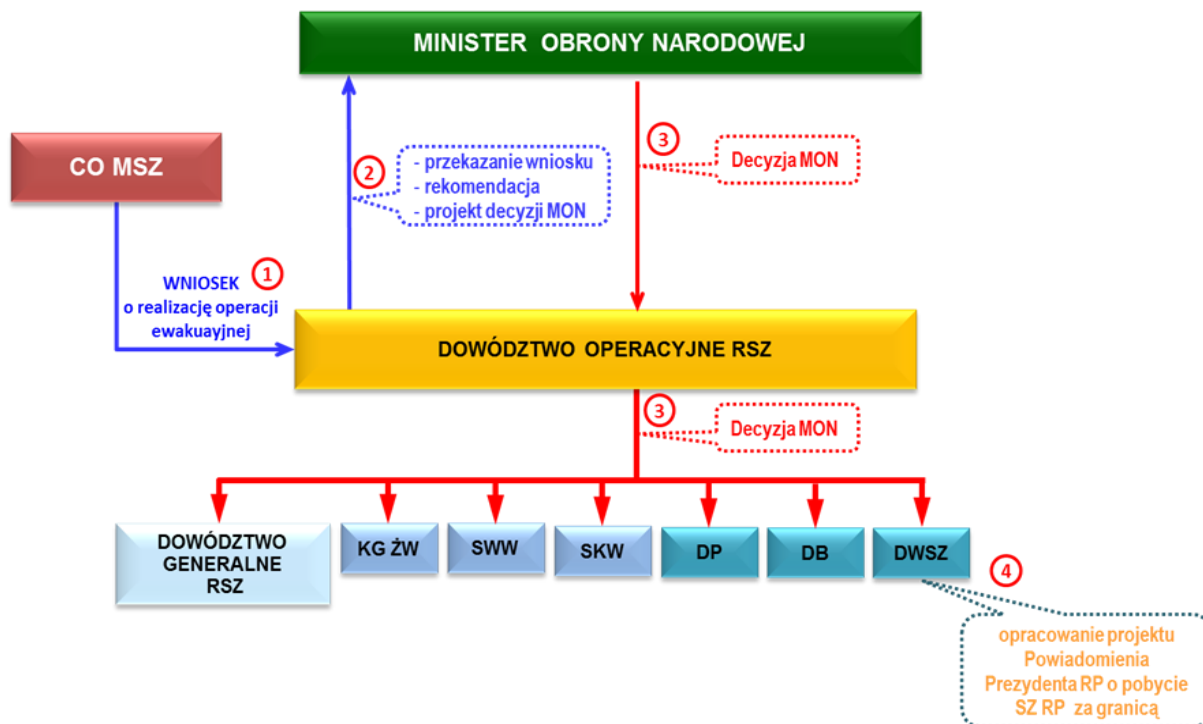 MINISTER OBRONY NARODOWEJ
CO MSZ
2
- przekazanie wniosku
- rekomendacja
- projekt decyzji MON
3
Decyzja MON
1
WNIOSEK
o realizację operacji
ewakuayjnej
DOWÓDZTWO OPERACYJNE RSZ
3
Decyzja MON
DOWÓDZTWO
GENERALNE
RSZ
KG ŻW
SWW
SKW
DP
DB
DWSZ
4
opracowanie projektu
Powiadomienia
Prezydenta RP o pobycie
SZ RP za granicą